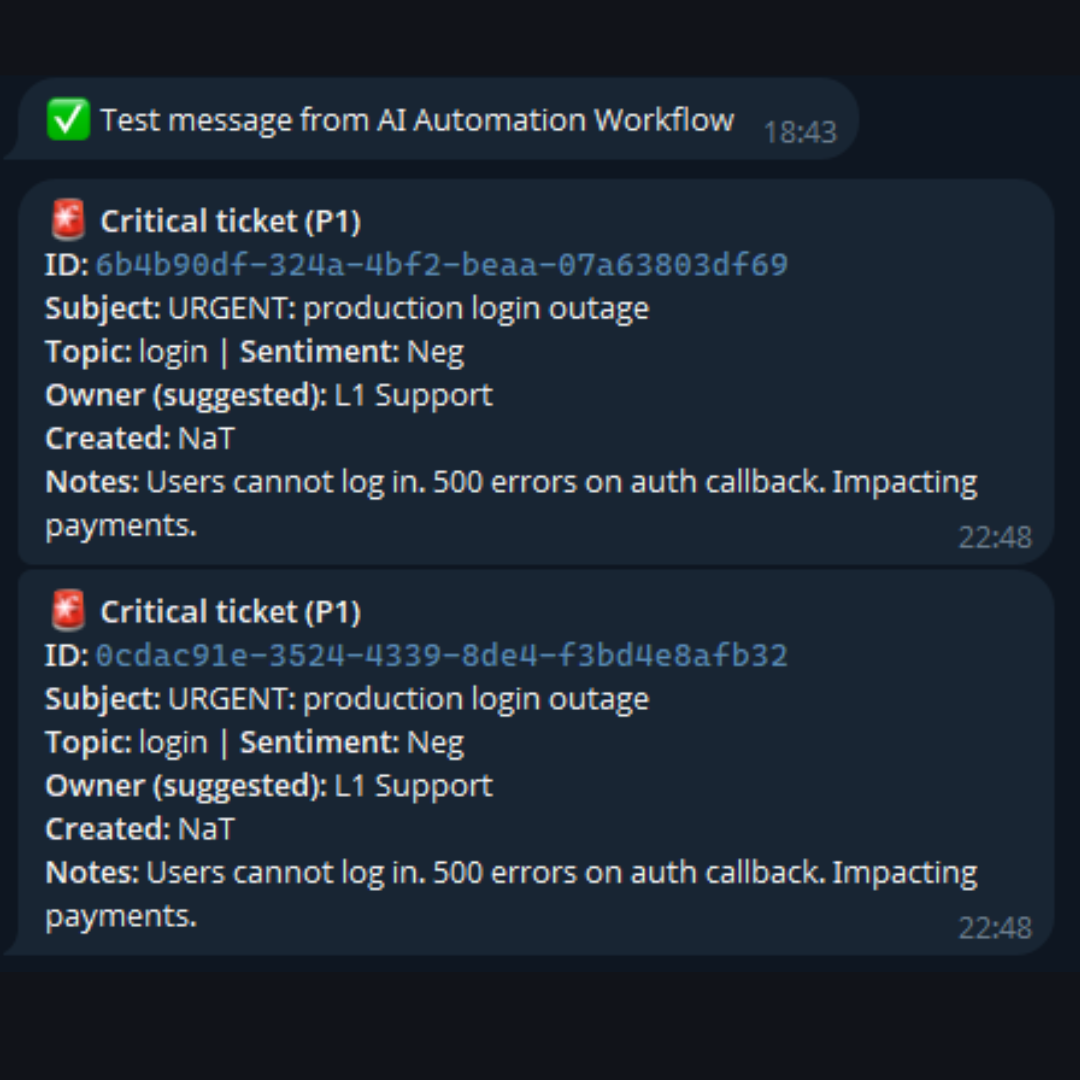 ✅ Test message from AI Automation Workflow 18:43
🚨 Critical ticket (P1)
ID: 6b4b90df-324a-4bf2-beaa-07a63803df69
Subject: URGENT: production login outage
Topic: login | Sentiment: Neg
Owner (suggested): L1 Support
Created: NaT
Notes: Users cannot log in. 500 errors on auth callback. Impacting
payments. 22:48
🚨 Critical ticket (P1)
ID: 0cdac91e-3524-4339-8de4-f3bd4e8afb32
Subject: URGENT: production login outage
Topic: login | Sentiment: Neg
Owner (suggested): L1 Support
Created: NaT
Notes: Users cannot log in. 500 errors on auth callback. Impacting
payments. 22:48